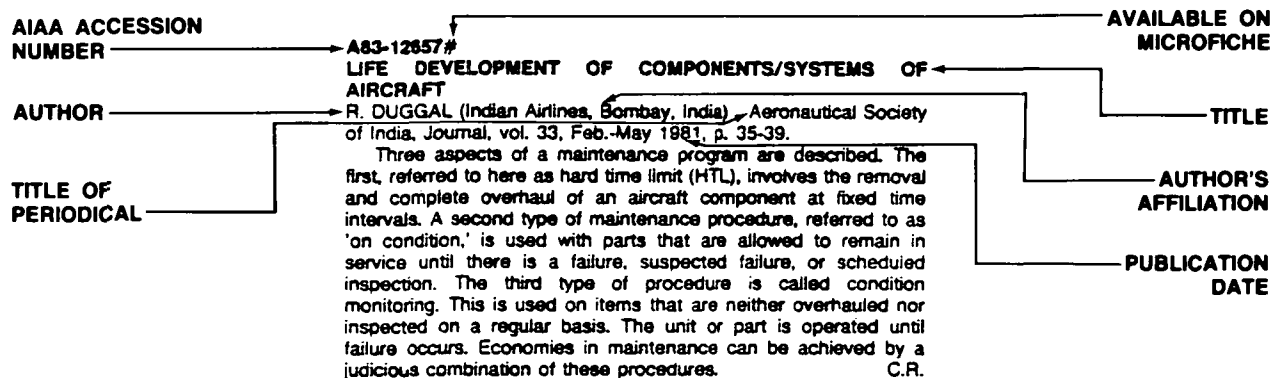 AIAA ACCESSION
NUMBER
AVAILABLE ON
MICROFICHE
A83-12657#
LIFE DEVELOPMENT OF COMPONENTS/SYSTEMS OF
AIRCRAFT
AUTHOR
R. DUGGAL (Indian Airlines, Bombay, India) Aeronautical Society
TITLE
of India, Journal, vol. 33, Feb.-May 1981, p. 35-39.
Three aspects of a maintenance program are described. The
first, referred to here as hard time limit (HTL), involves the removal
TITLE OF
PERIODICAL
AUTHOR'S
AFFILIATION
and complete overhaul of an aircraft component at fixed time
intervals. A second type of maintenance procedure, referred to as
'on condition,' is used with parts that are allowed to remain in
service until there is a failure, suspected failure, or scheduled
PUBLICATION
DATE
inspection. The third type of procedure is called condition
monitoring. This is used on items that are neither overhauled nor
inspected on a regular basis. The unit or part is operated until
failure occurs. Economies in maintenance can be achieved by a
judicious combination of these procedures. C.R.